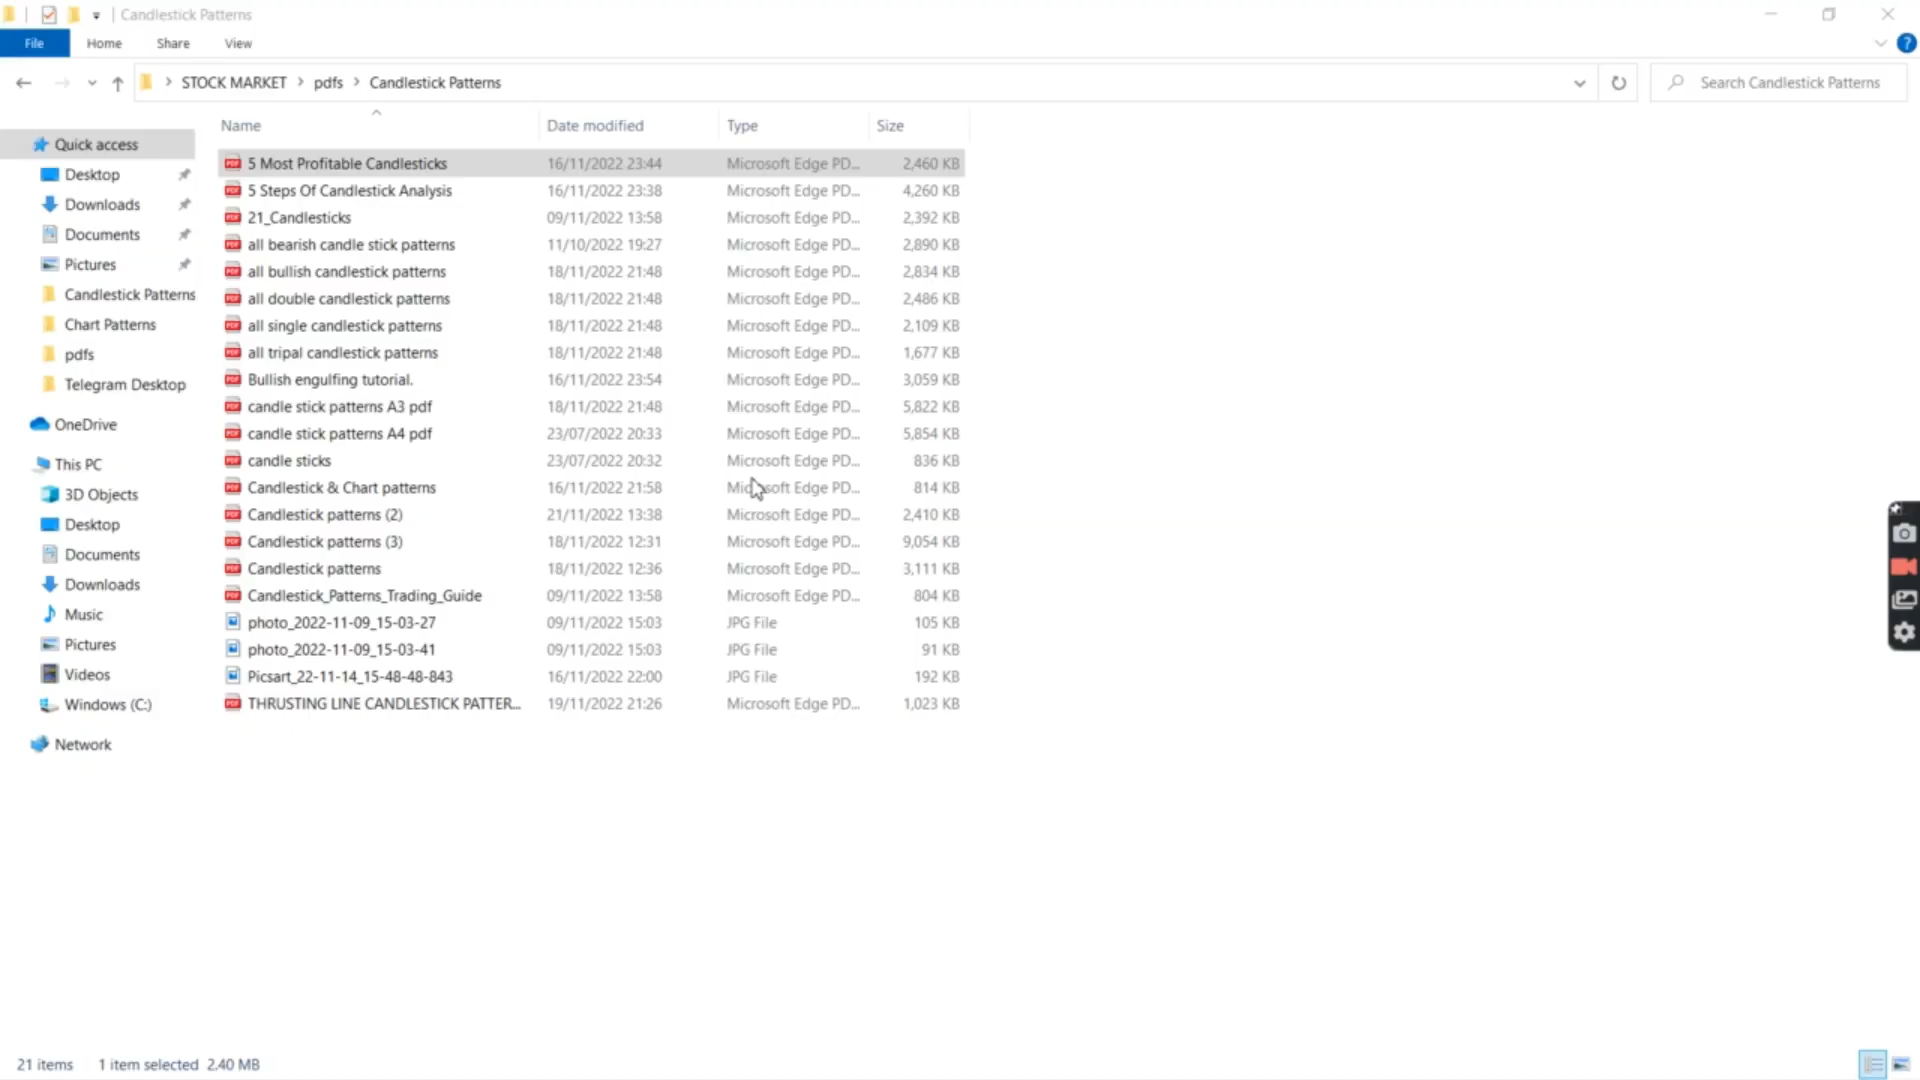 Candlestick Patterns
File Home Share View
STOCK MARKET > pdfs > Candlestick Patterns
Search Candlestick Patterns
Name Date modified Type Size
Quick access
Desktop
Downloads
Documents
Pictures
Candlestick Patterns
Chart Patterns
pdfs
Telegram Desktop
OneDrive
This PC
3D Objects
Desktop
Documents
Downloads
Music
Pictures
Videos
Windows (C:)
Network
5 Most Profitable Candlesticks 16/11/2022 23:44 Microsoft Edge PD... 2,460 KB
5 Steps Of Candlestick Analysis 16/11/2022 23:38 Microsoft Edge PD... 4,260 KB
21_Candlesticks 09/11/2022 13:58 Microsoft Edge PD... 2,392 KB
all bearish candle stick patterns 11/10/2022 19:27 Microsoft Edge PD... 2,890 KB
all bullish candlestick patterns 18/11/2022 21:48 Microsoft Edge PD... 2,834 KB
all double candlestick patterns 18/11/2022 21:48 Microsoft Edge PD... 2,486 KB
all single candlestick patterns 18/11/2022 21:48 Microsoft Edge PD... 2,109 KB
all tripal candlestick patterns 18/11/2022 21:48 Microsoft Edge PD... 1,677 KB
Bullish engulfing tutorial. 16/11/2022 23:54 Microsoft Edge PD... 3,059 KB
candle stick patterns A3 pdf 18/11/2022 21:48 Microsoft Edge PD... 5,822 KB
candle stick patterns A4 pdf 23/07/2022 20:33 Microsoft Edge PD... 5,854 KB
candle sticks 23/07/2022 20:32 Microsoft Edge PD... 836 KB
Candlestick & Chart patterns 16/11/2022 21:58 Microsoft Edge PD... 814 KB
Candlestick patterns (2) 21/11/2022 13:38 Microsoft Edge PD... 2,410 KB
Candlestick patterns (3) 18/11/2022 12:31 Microsoft Edge PD... 9,054 KB
Candlestick patterns 18/11/2022 12:36 Microsoft Edge PD... 3,111 KB
Candlestick_Patterns_Trading_Guide 09/11/2022 13:58 Microsoft Edge PD... 804 KB
photo_2022-11-09_15-03-27 09/11/2022 15:03 JPG File 105 KB
photo_2022-11-09_15-03-41 09/11/2022 15:03 JPG File 91 KB
Picsart_22-11-14_15-48-48-843 16/11/2022 22:00 JPG File 192 KB
THRUSTING LINE CANDLESTICK PATTER... 19/11/2022 21:26 Microsoft Edge PD... 1,023 KB
21 items 1 item selected 2.40 MB